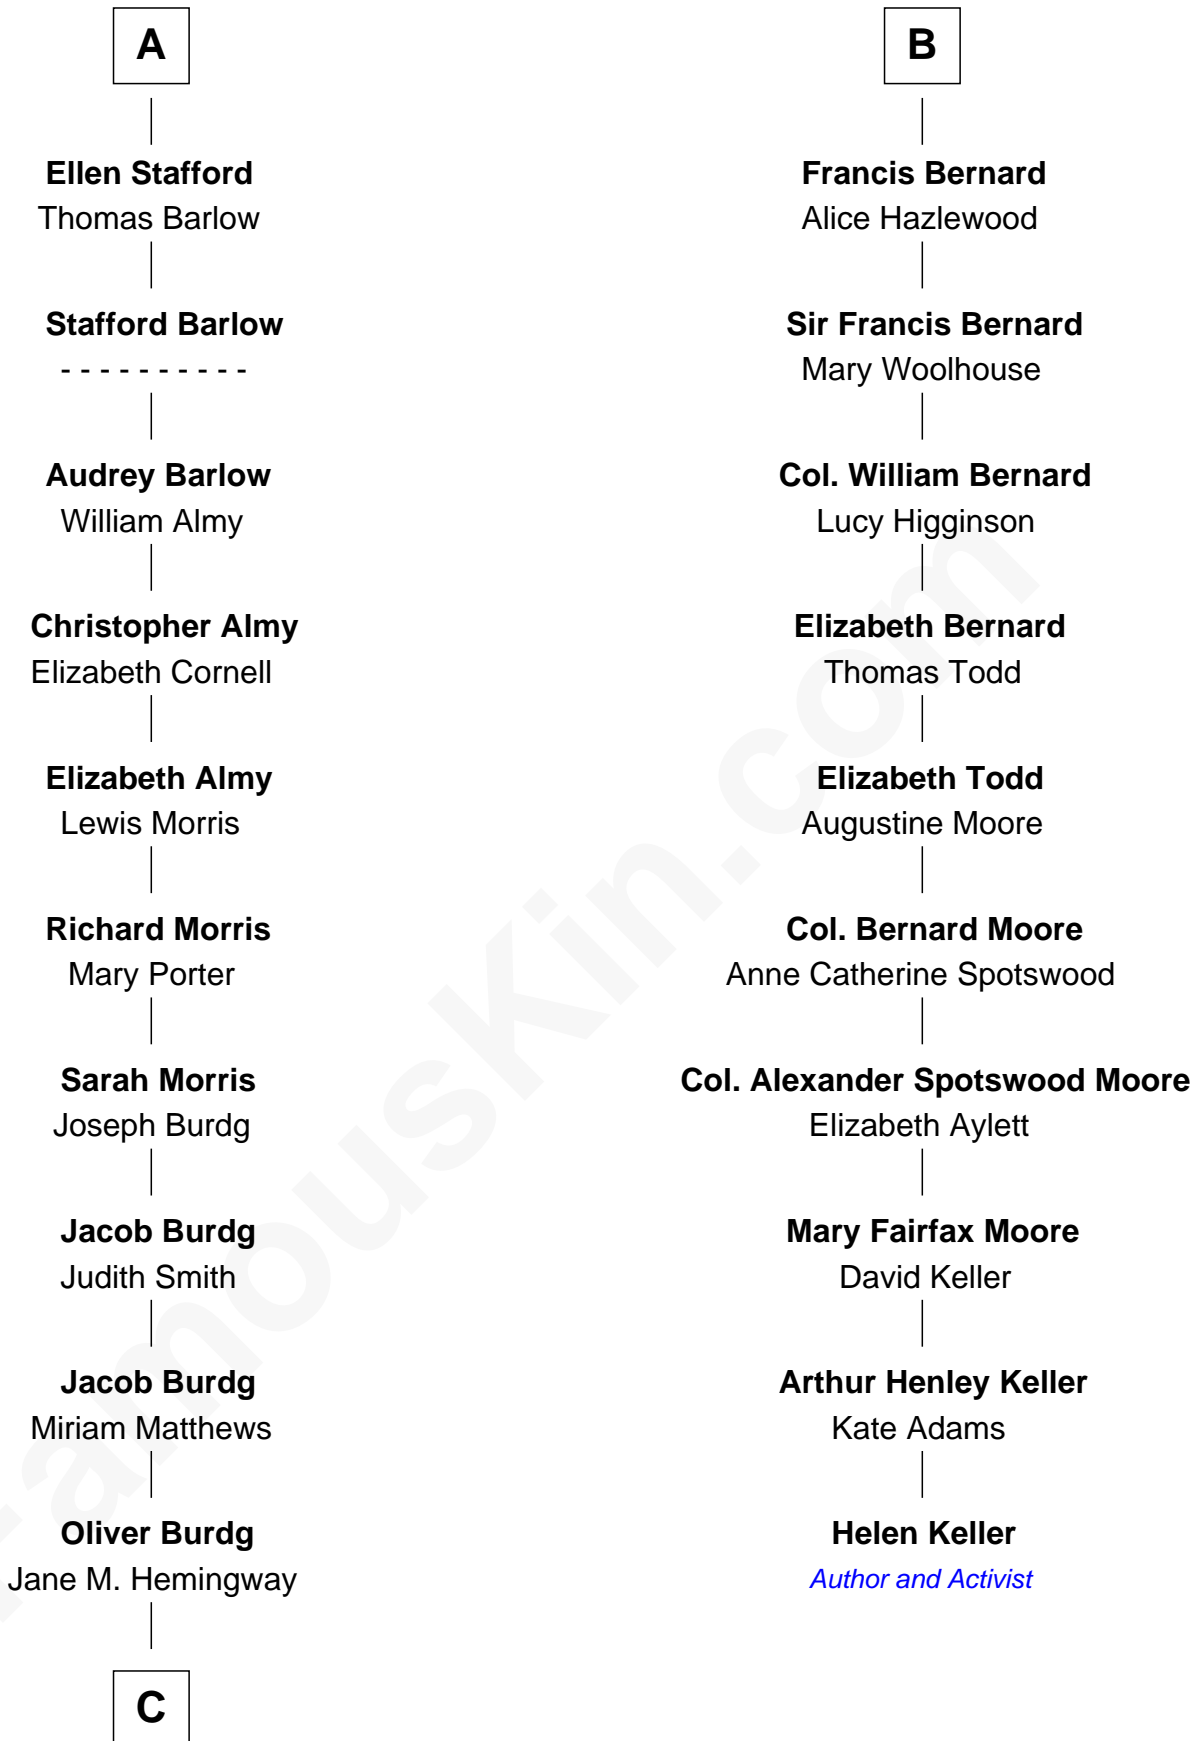 A
Ellen Stafford
Thomas Barlow
Stafford Barlow
- - - - - - - - - -
Audrey Barlow
William Almy
Christopher Almy
Elizabeth Cornell
Elizabeth Almy
Lewis Morris
Richard Morris
Mary Porter
Sarah Morris
Joseph Burdg
Jacob Burdg
Judith Smith
Jacob Burdg
Miriam Matthews
Oliver Burdg
Jane M. Hemingway
C
B
Francis Bernard
Alice Hazlewood
Sir Francis Bernard
Mary Woolhouse
Col. William Bernard
Lucy Higginson
Elizabeth Bernard
Thomas Todd
Elizabeth Todd
Augustine Moore
Col. Bernard Moore
Anne Catherine Spotswood
Col. Alexander Spotswood Moore
Elizabeth Aylett
Mary Fairfax Moore
David Keller
Arthur Henley Keller
Kate Adams
Helen Keller
Author and Activist
FamousKin.com